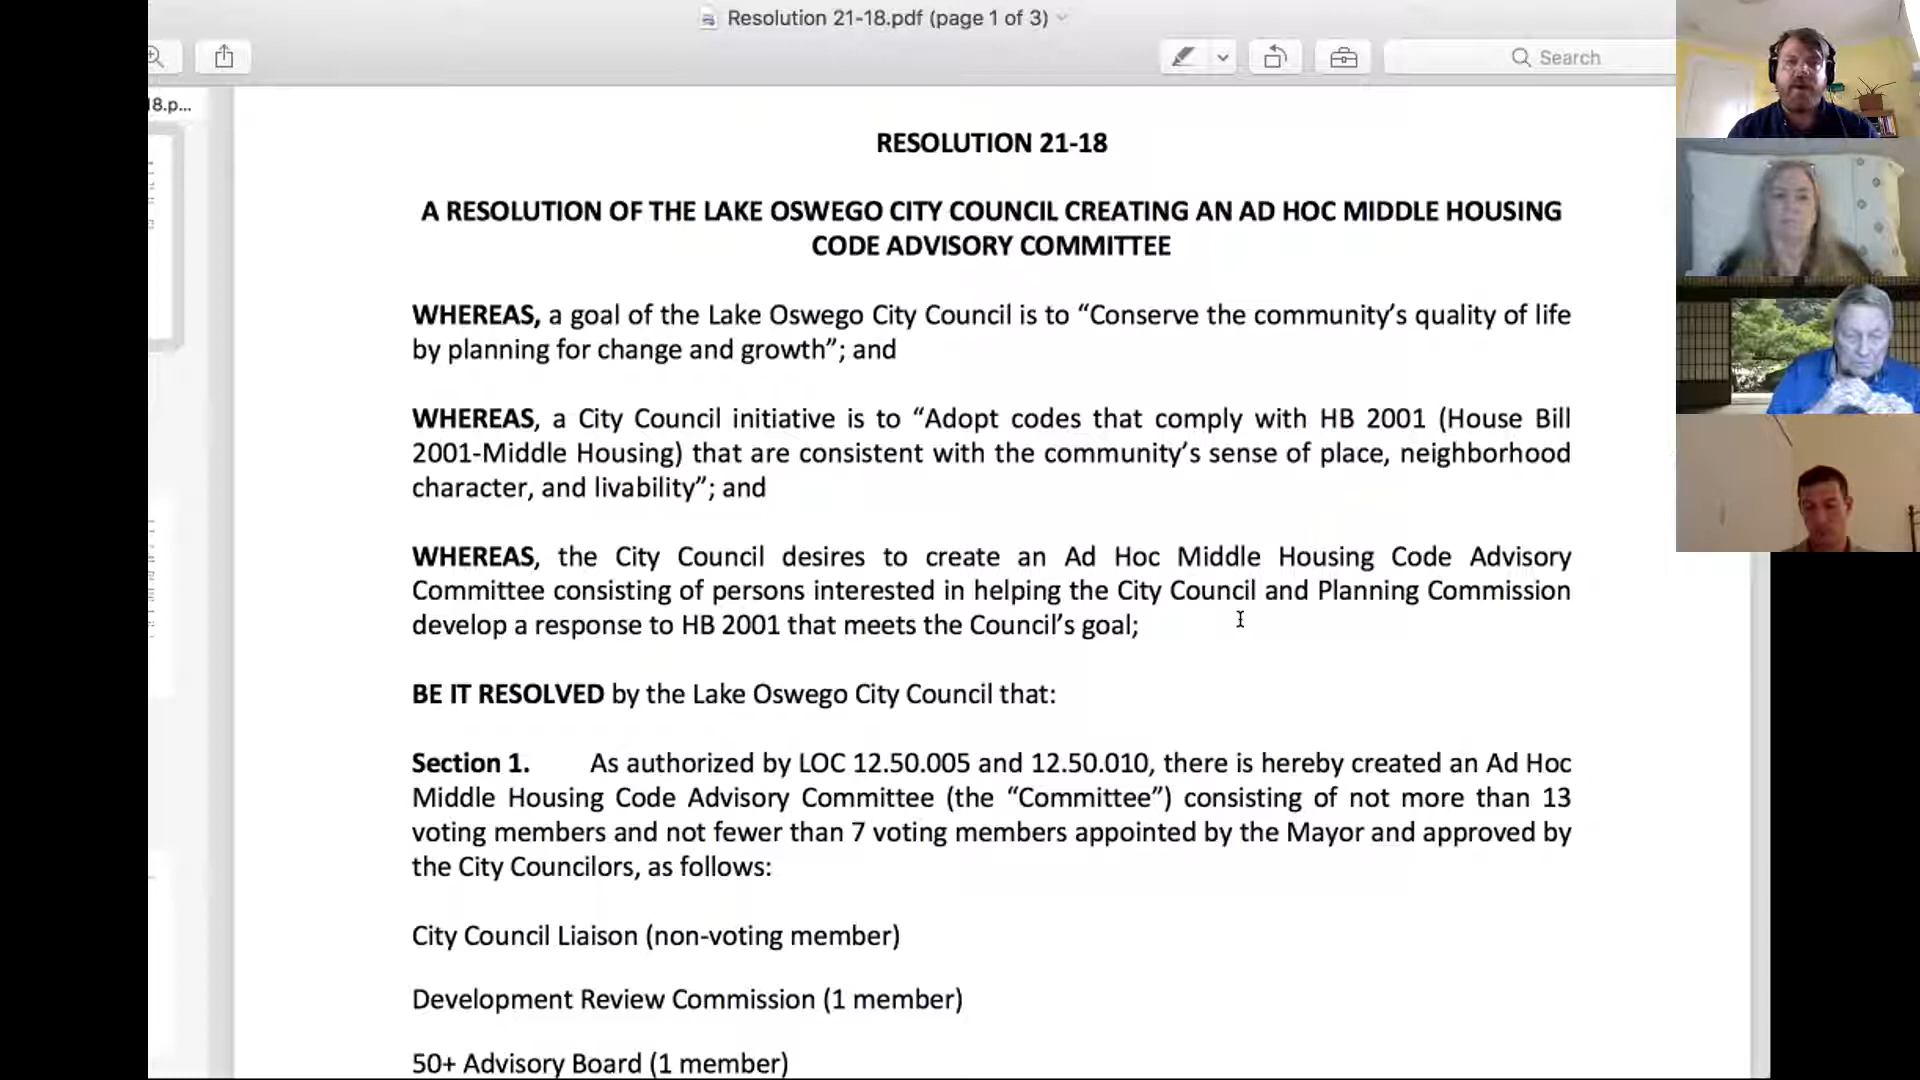 Resolution 21-18.pdf (page 1 of 3)
Search
18.p...
RESOLUTION 21-18
A RESOLUTION OF THE LAKE OSWEGO CITY COUNCIL CREATING AN AD HOC MIDDLE HOUSING
CODE ADVISORY COMMITTEE
WHEREAS, a goal of the Lake Oswego City Council is to “Conserve the community’s quality of life
by planning for change and growth”; and
WHEREAS, a City Council initiative is to “Adopt codes that comply with HB 2001 (House Bill
2001-Middle Housing) that are consistent with the community’s sense of place, neighborhood
character, and livability”; and
WHEREAS, the City Council desires to create an Ad Hoc Middle Housing Code Advisory
Committee consisting of persons interested in helping the City Council and Planning Commission
develop a response to HB 2001 that meets the Council’s goal;
BE IT RESOLVED by the Lake Oswego City Council that:
Section 1. As authorized by LOC 12.50.005 and 12.50.010, there is hereby created an Ad Hoc
Middle Housing Code Advisory Committee (the “Committee”) consisting of not more than 13
voting members and not fewer than 7 voting members appointed by the Mayor and approved by
the City Councilors, as follows:
City Council Liaison (non-voting member)
Development Review Commission (1 member)
50+ Advisory Board (1 member)